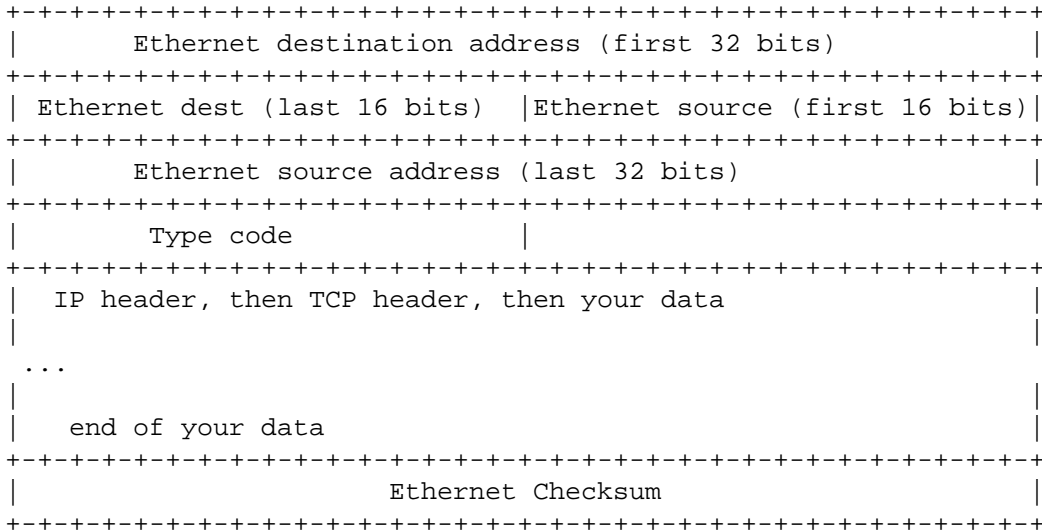 +-+-+-+-+-+-+-+-+-+-+-+-+-+-+-+-+-+-+-+-+-+-+-+-+-+-+-+-+-+-+-+-+-+
|       Ethernet destination address (first 32 bits)            |
+-+-+-+-+-+-+-+-+-+-+-+-+-+-+-+-+-+-+-+-+-+-+-+-+-+-+-+-+-+-+-+-+-+
| Ethernet dest (last 16 bits)  |Ethernet source (first 16 bits)|
+-+-+-+-+-+-+-+-+-+-+-+-+-+-+-+-+-+-+-+-+-+-+-+-+-+-+-+-+-+-+-+-+-+
|       Ethernet source address (last 32 bits)                  |
+-+-+-+-+-+-+-+-+-+-+-+-+-+-+-+-+-+-+-+-+-+-+-+-+-+-+-+-+-+-+-+-+-+
|        Type code              |
+-+-+-+-+-+-+-+-+-+-+-+-+-+-+-+-+-+-+-+-+-+-+-+-+-+-+-+-+-+-+-+-+-+
|  IP header, then TCP header, then your data                   |
|                                                               |
 ...
|                                                               |
|   end of your data                                            |
+-+-+-+-+-+-+-+-+-+-+-+-+-+-+-+-+-+-+-+-+-+-+-+-+-+-+-+-+-+-+-+-+-+
|                       Ethernet Checksum                       |
+-+-+-+-+-+-+-+-+-+-+-+-+-+-+-+-+-+-+-+-+-+-+-+-+-+-+-+-+-+-+-+-+-+